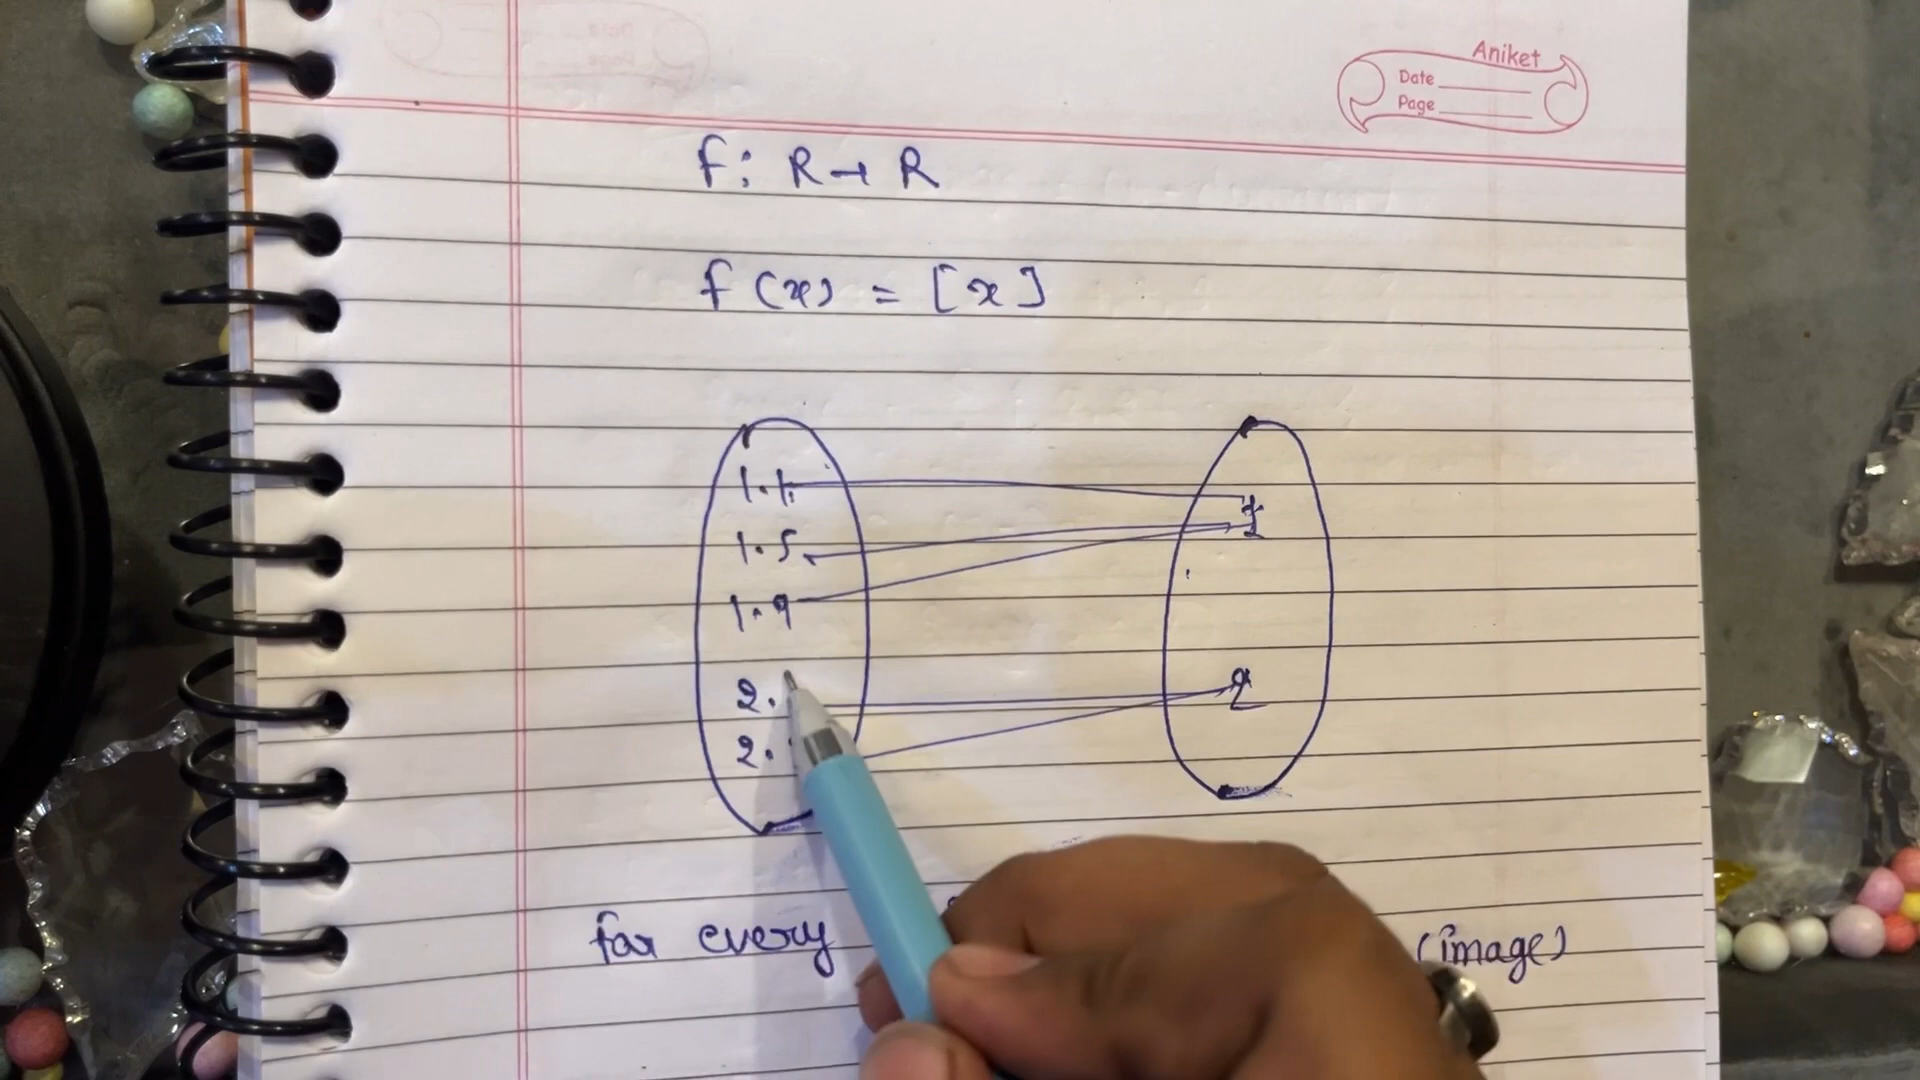 Aniket
Date
Page
f: R→ R
f(x) = [x]
1.1
1.5
1.9
1
2.
2.
2
for every
(image)